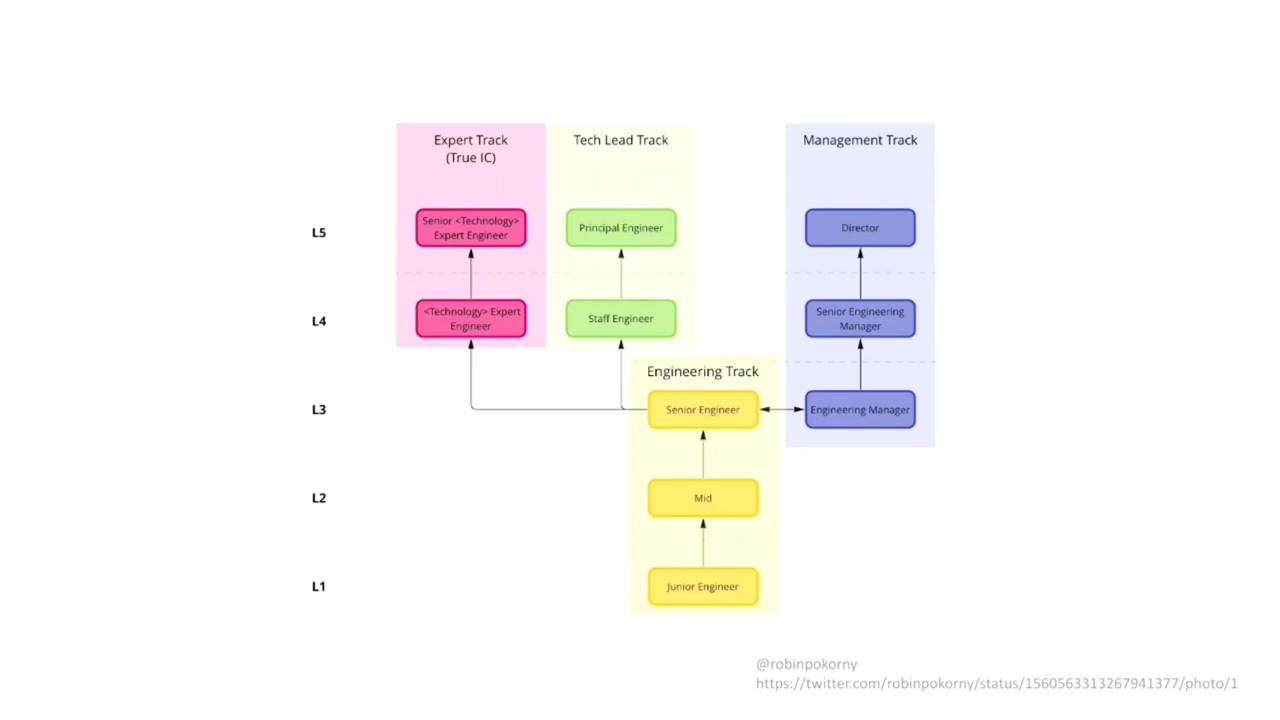 Expert Track
(True IC)
Tech Lead Track
Management Track
L5
Senior <Technology>
Expert Engineer
Principal Engineer
Director
L4
<Technology> Expert
Engineer
Staff Engineer
Senior Engineering
Manager
Engineering Track
L3
Senior Engineer
Engineering Manager
L2
Mid
L1
Junior Engineer
@robinpokorny
https://twitter.com/robinpokorny/status/1560563313267941377/photo/1